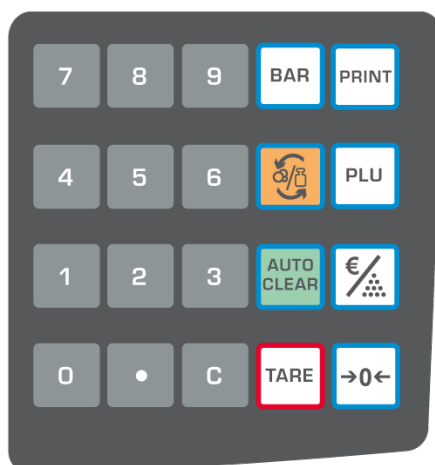 7 8 9 BAR PRINT
4 5 6 PLU
1 2 3 AUTO CLEAR €/
0 • C TARE →0←